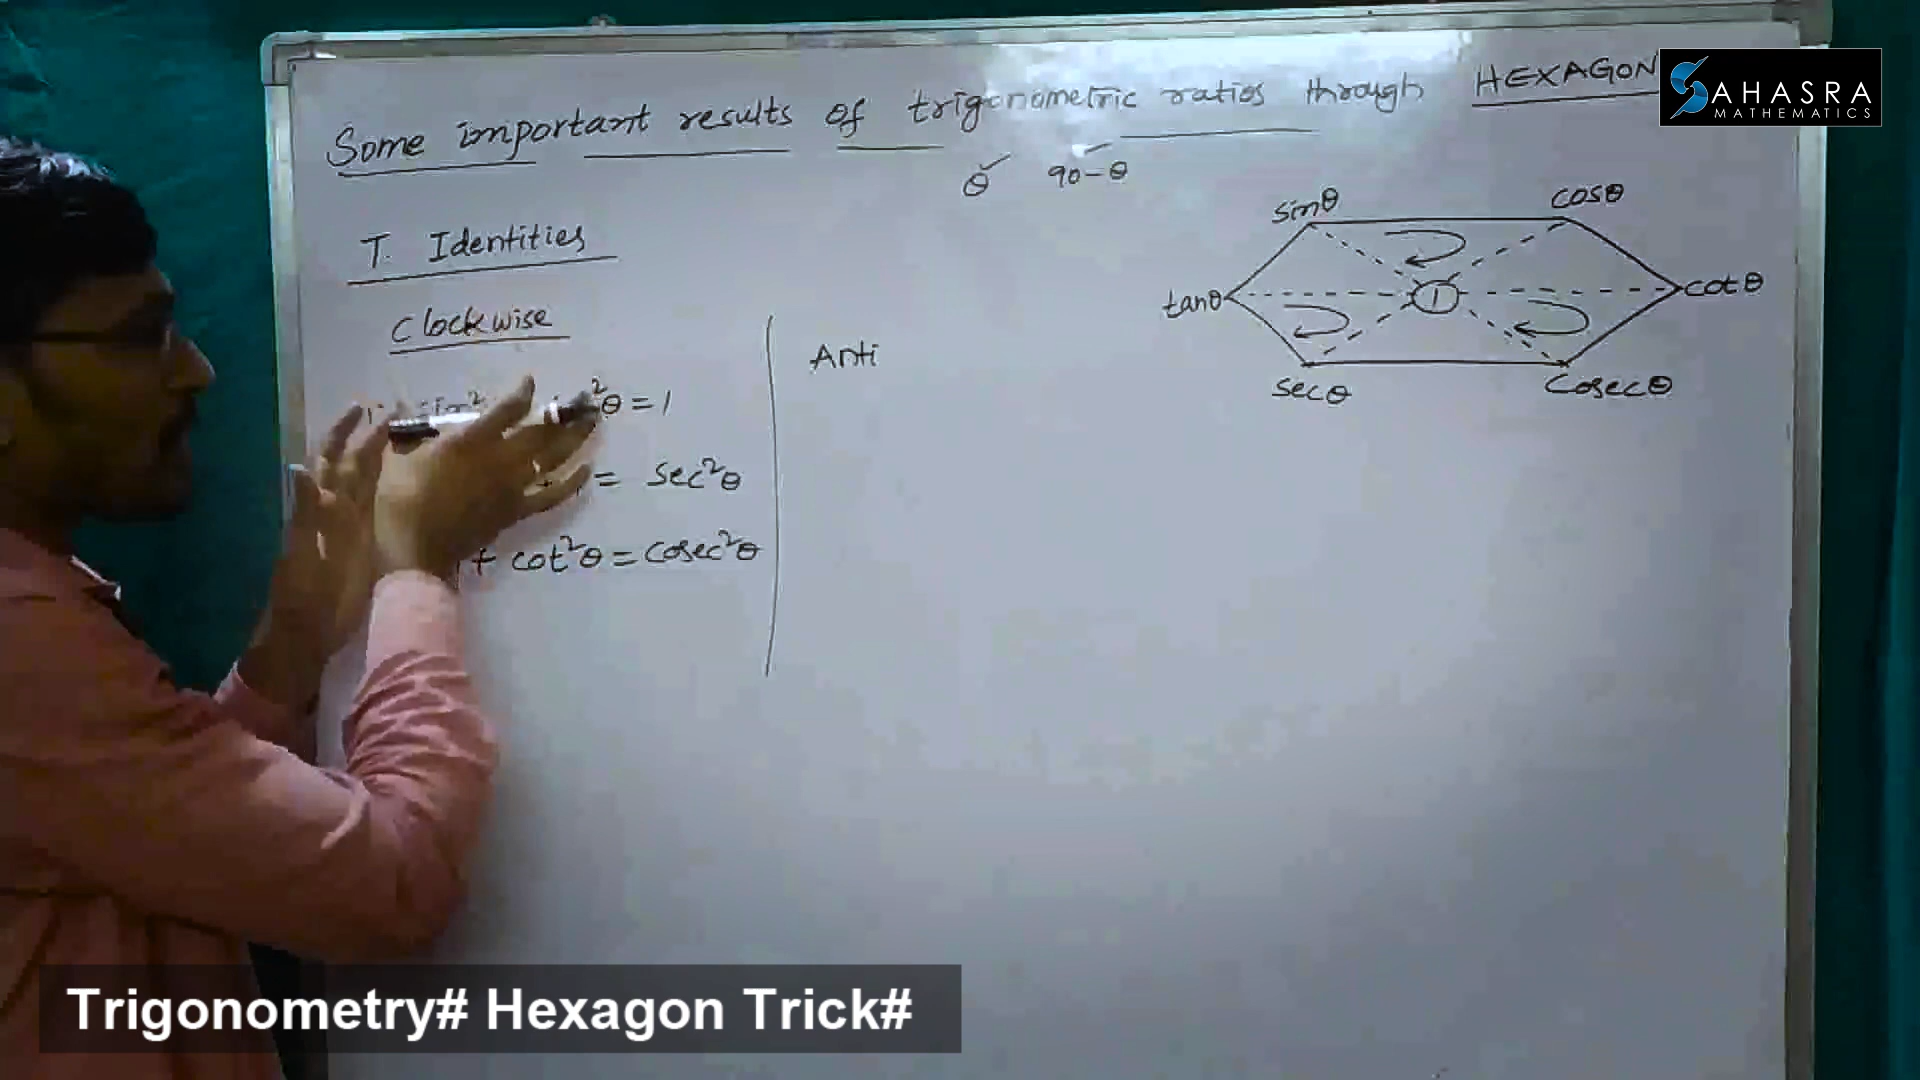 Some important results of trigonometric ratios through HEXAGON
SAHASRA
MATHEMATICS
θ 90-θ
T. Identities
Clockwise
²θ = 1
= sec²θ
+ cot²θ = cosec²θ
Anti
sinθ cosθ
tanθ 1 cotθ
secθ cosecθ
Trigonometry# Hexagon Trick#